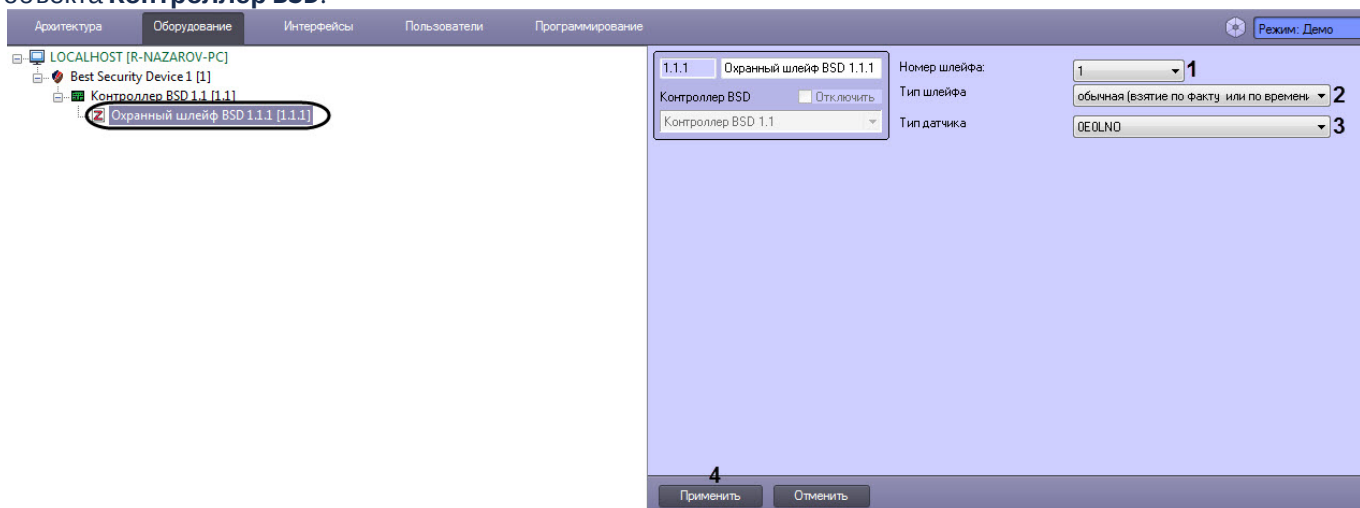 объекта Контроллер BSD.
Архитектура Оборудование Интерфейсы Пользователи Программирование Режим: Демо
LOCALHOST [R-NAZAROV-PC]
Best Security Device 1 [1]
Контроллер BSD 1.1 [1.1]
Охранный шлейф BSD 1.1.1 [1.1.1]
1.1.1 Охранный шлейф BSD 1.1.1
Контроллер BSD Отключить
Контроллер BSD 1.1
Номер шлейфа: 1 1
Тип шлейфа обычная (взятие по факту или по времени 2
Тип датчика 0E0LNO 3
4
Применить Отменить